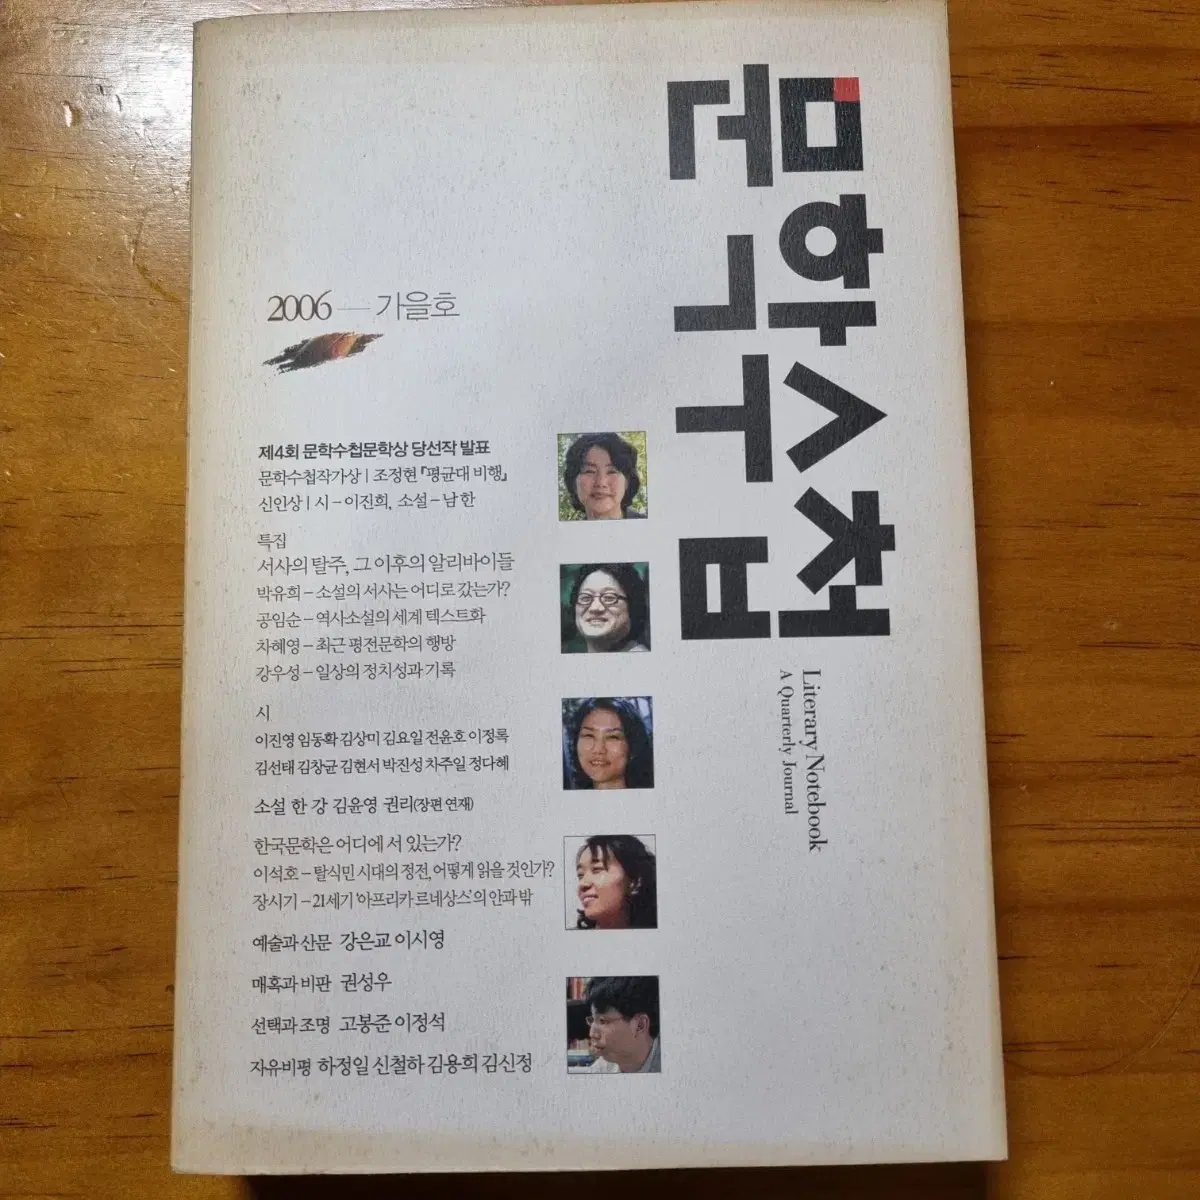 문학수첩
Literary Notebook
A Quarterly Journal
2006 — 가을호
제4회 문학수첩문학상 당선작 발표
문학수첩작가상 | 조정현 『평균대 비행』
신인상 | 시 – 이진희, 소설 – 남한
특집
서사의 탈주, 그 이후의 알리바이들
박유희 – 소설의 서사는 어디로 갔는가?
공임순 – 역사소설의 세계 텍스트화
차혜영 – 최근 평전문학의 행방
강우성 – 일상의 정치성과 기록
시
이진영 임동확 김상미 김요일 전윤호 이정록
김선태 김창균 김현서 박진성 차주일 정다혜
소설 한 강 김윤영 권리(장편 연재)
한국문학은 어디에 서 있는가?
이석호 – 탈식민 시대의 정전, 어떻게 읽을 것인가?
장시기 – 21세기 '아프리카 르네상스'의 안과 밖
예술과 산문 강은교 이시영
매혹과 비판 권성우
선택과 조명 고봉준 이정석
자유비평 하정일 신철하 김용희 김신정